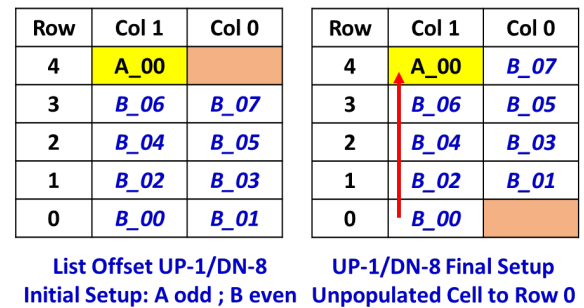 Row Col 1 Col 0
4 A_00
3 B_06 B_07
2 B_04 B_05
1 B_02 B_03
0 B_00 B_01
List Offset UP-1/DN-8
Initial Setup: A odd ; B even
Row Col 1 Col 0
4 A_00 B_07
3 B_06 B_05
2 B_04 B_03
1 B_02 B_01
0 B_00
UP-1/DN-8 Final Setup
Unpopulated Cell to Row 0